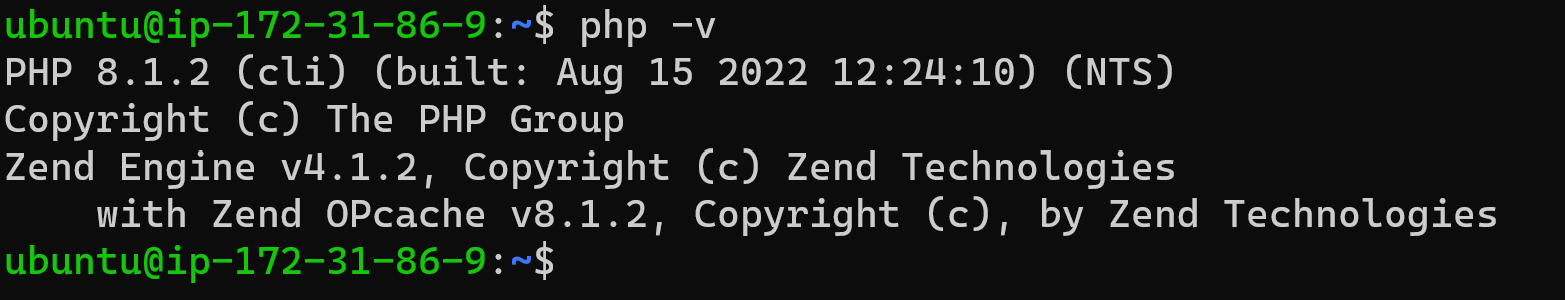 ubuntu@ip-172-31-86-9:~$ php -v
PHP 8.1.2 (cli) (built: Aug 15 2022 12:24:10) (NTS)
Copyright (c) The PHP Group
Zend Engine v4.1.2, Copyright (c) Zend Technologies
    with Zend OPcache v8.1.2, Copyright (c), by Zend Technologies
ubuntu@ip-172-31-86-9:~$